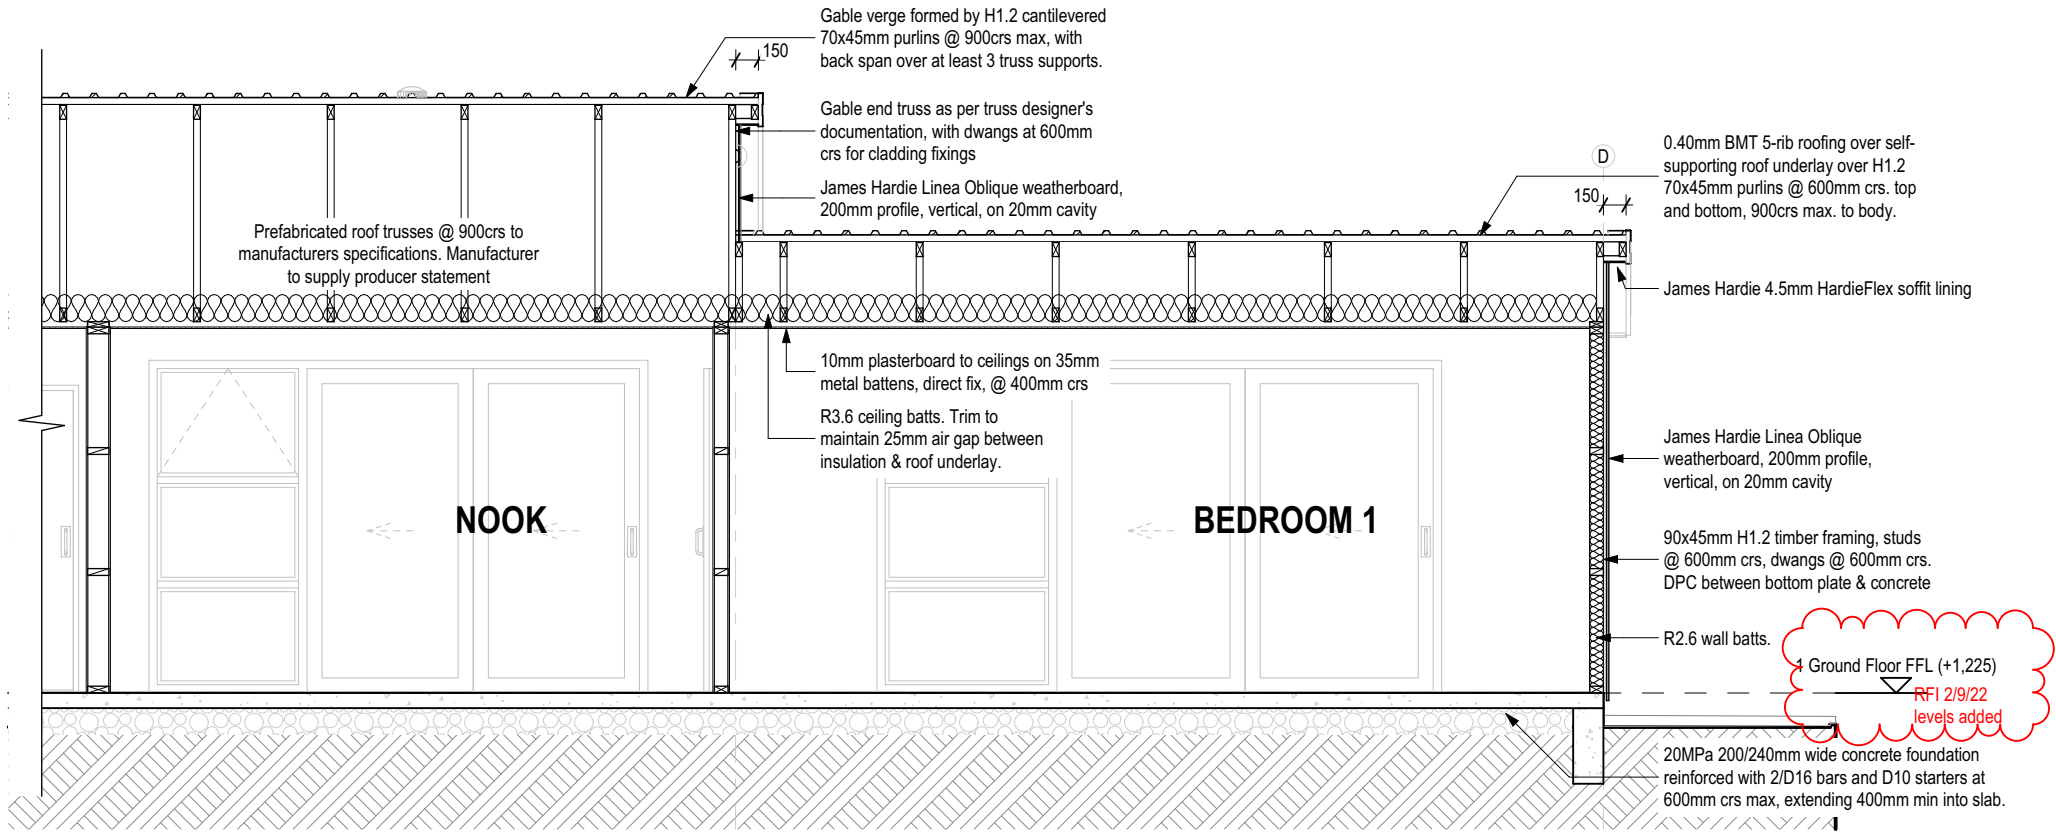 Gable verge formed by H1.2 cantilevered
70x45mm purlins @ 900crs max, with
back span over at least 3 truss supports.
150
Gable end truss as per truss designer's
documentation, with dwangs at 600mm
crs for cladding fixings
James Hardie Linea Oblique weatherboard,
200mm profile, vertical, on 20mm cavity
Prefabricated roof trusses @ 900crs to
manufacturers specifications. Manufacturer
to supply producer statement
D
150
0.40mm BMT 5-rib roofing over self-
supporting roof underlay over H1.2
70x45mm purlins @ 600mm crs. top
and bottom, 900crs max. to body.
James Hardie 4.5mm HardieFlex soffit lining
10mm plasterboard to ceilings on 35mm
metal battens, direct fix, @ 400mm crs
R3.6 ceiling batts. Trim to
maintain 25mm air gap between
insulation & roof underlay.
NOOK
BEDROOM 1
James Hardie Linea Oblique
weatherboard, 200mm profile,
vertical, on 20mm cavity
90x45mm H1.2 timber framing, studs
@ 600mm crs, dwangs @ 600mm crs.
DPC between bottom plate & concrete
R2.6 wall batts.
1 Ground Floor FFL (+1,225)
RFI 2/9/22
levels added
20MPa 200/240mm wide concrete foundation
reinforced with 2/D16 bars and D10 starters at
600mm crs max, extending 400mm min into slab.